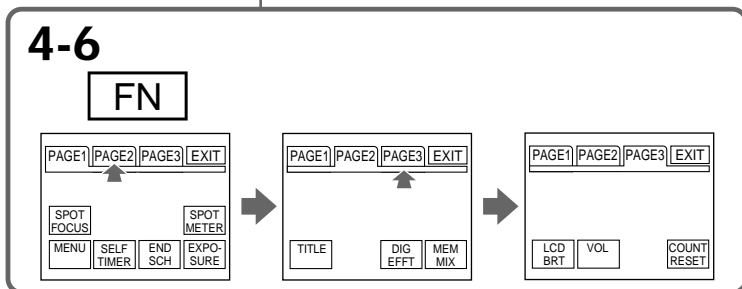 4-6
FN
PAGE1 PAGE2 PAGE3 EXIT
SPOT
FOCUS
SPOT
METER
MENU
SELF
TIMER
END
SCH
EXPO-
SURE
PAGE1 PAGE2 PAGE3 EXIT
TITLE
DIG
EFFT
MEM
MIX
PAGE1 PAGE2 PAGE3 EXIT
LCD
BRT
VOL
COUNT
RESET